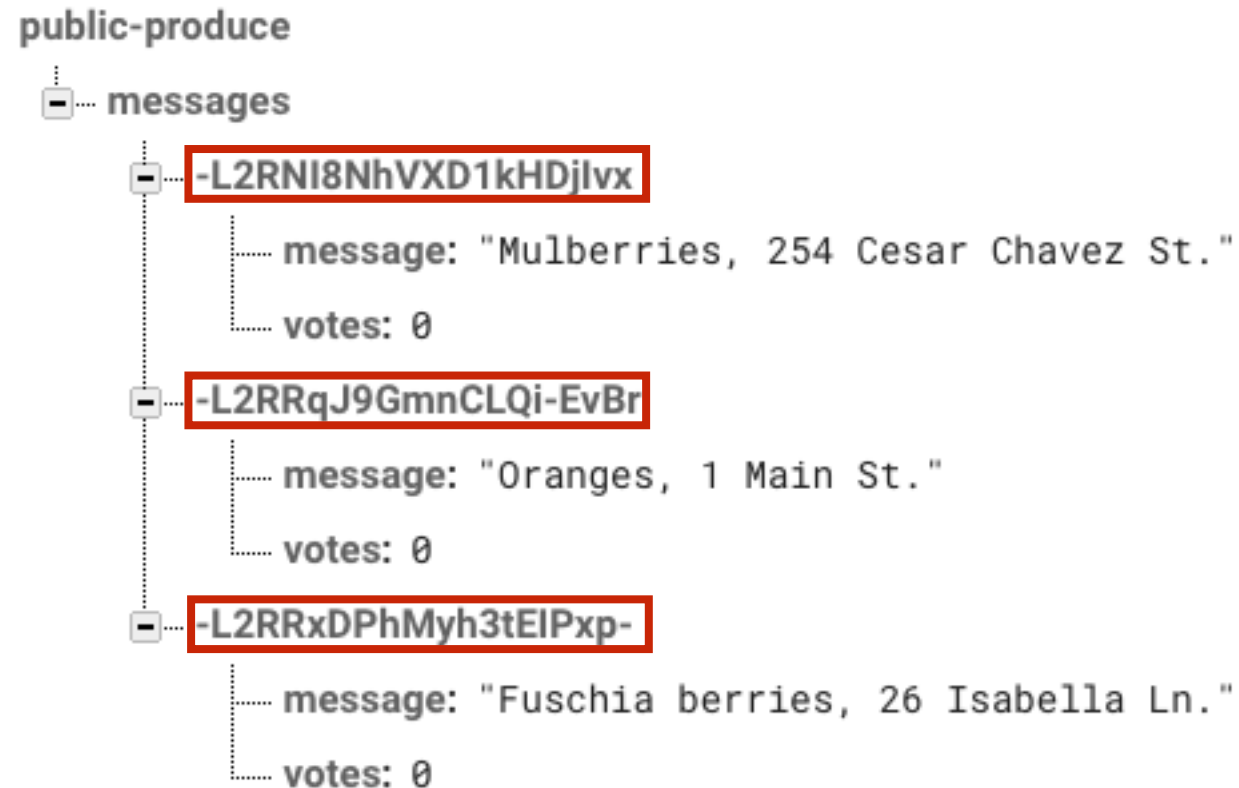 public-produce
messages
-L2RNI8NhVXD1kHDjIvx
message: "Mulberries, 254 Cesar Chavez St."
votes: 0
-L2RRqJ9GmnCLQi-EvBr
message: "Oranges, 1 Main St."
votes: 0
-L2RRxDPhMyh3tEIPxp-
message: "Fuschia berries, 26 Isabella Ln."
votes: 0